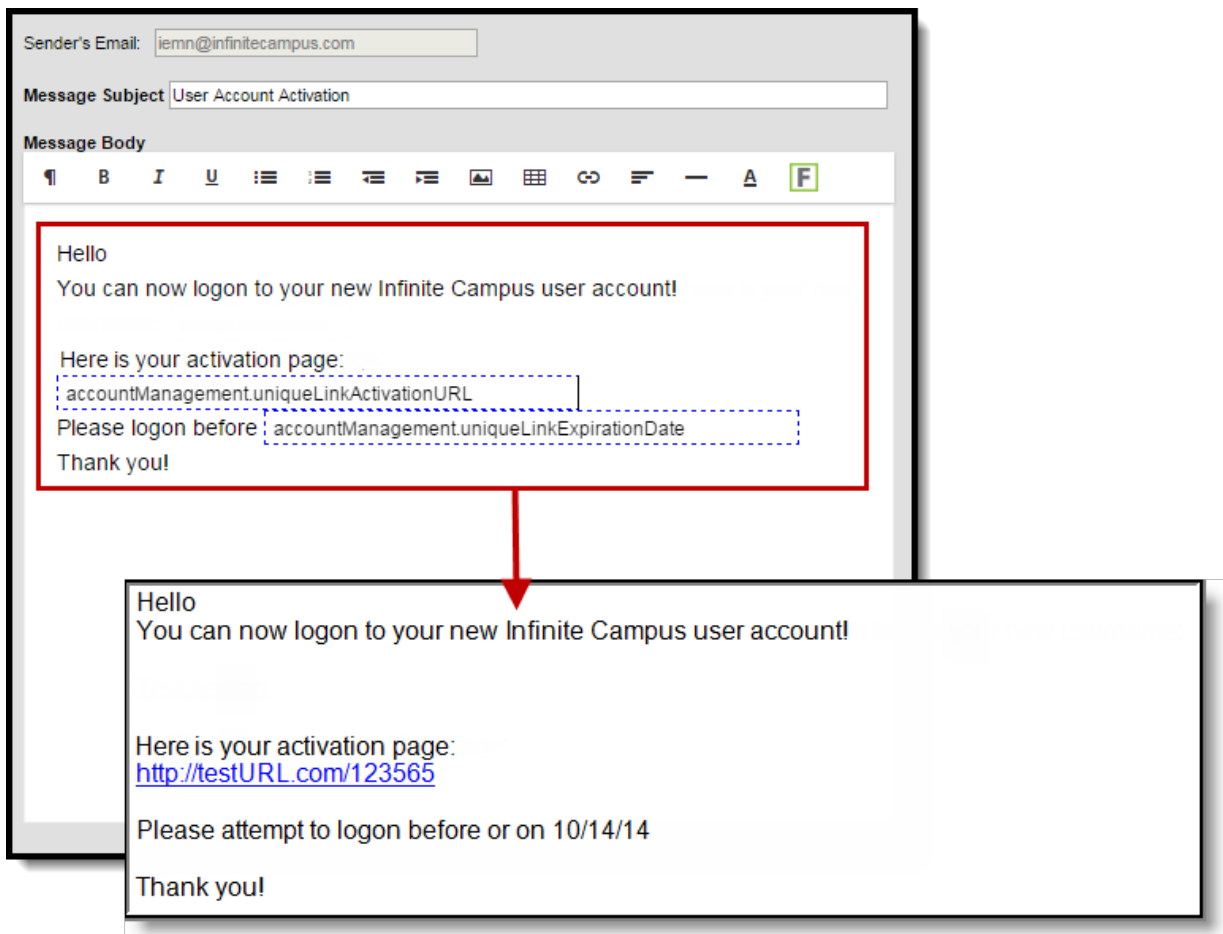 Sender's Email: iemn@infinitecampus.com
Message Subject User Account Activation
Message Body
¶ B I U A F
Hello
You can now logon to your new Infinite Campus user account!
Here is your activation page:
accountManagement.uniqueLinkActivationURL
Please logon before accountManagement.uniqueLinkExpirationDate
Thank you!
Hello
You can now logon to your new Infinite Campus user account!
Here is your activation page:
http://testURL.com/123565
Please attempt to logon before or on 10/14/14
Thank you!